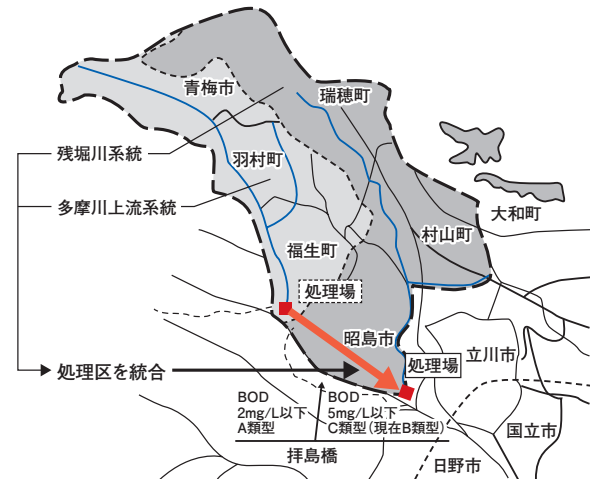 青梅市
瑞穂町
残堀川系統
羽村町
多摩川上流系統
大和町
村山町
福生町
処理場
昭島市
立川市
処理場
処理区を統合
BOD
2mg/L以下
A類型
BOD
5mg/L以下
C類型(現在B類型)
国立市
拝島橋
日野市